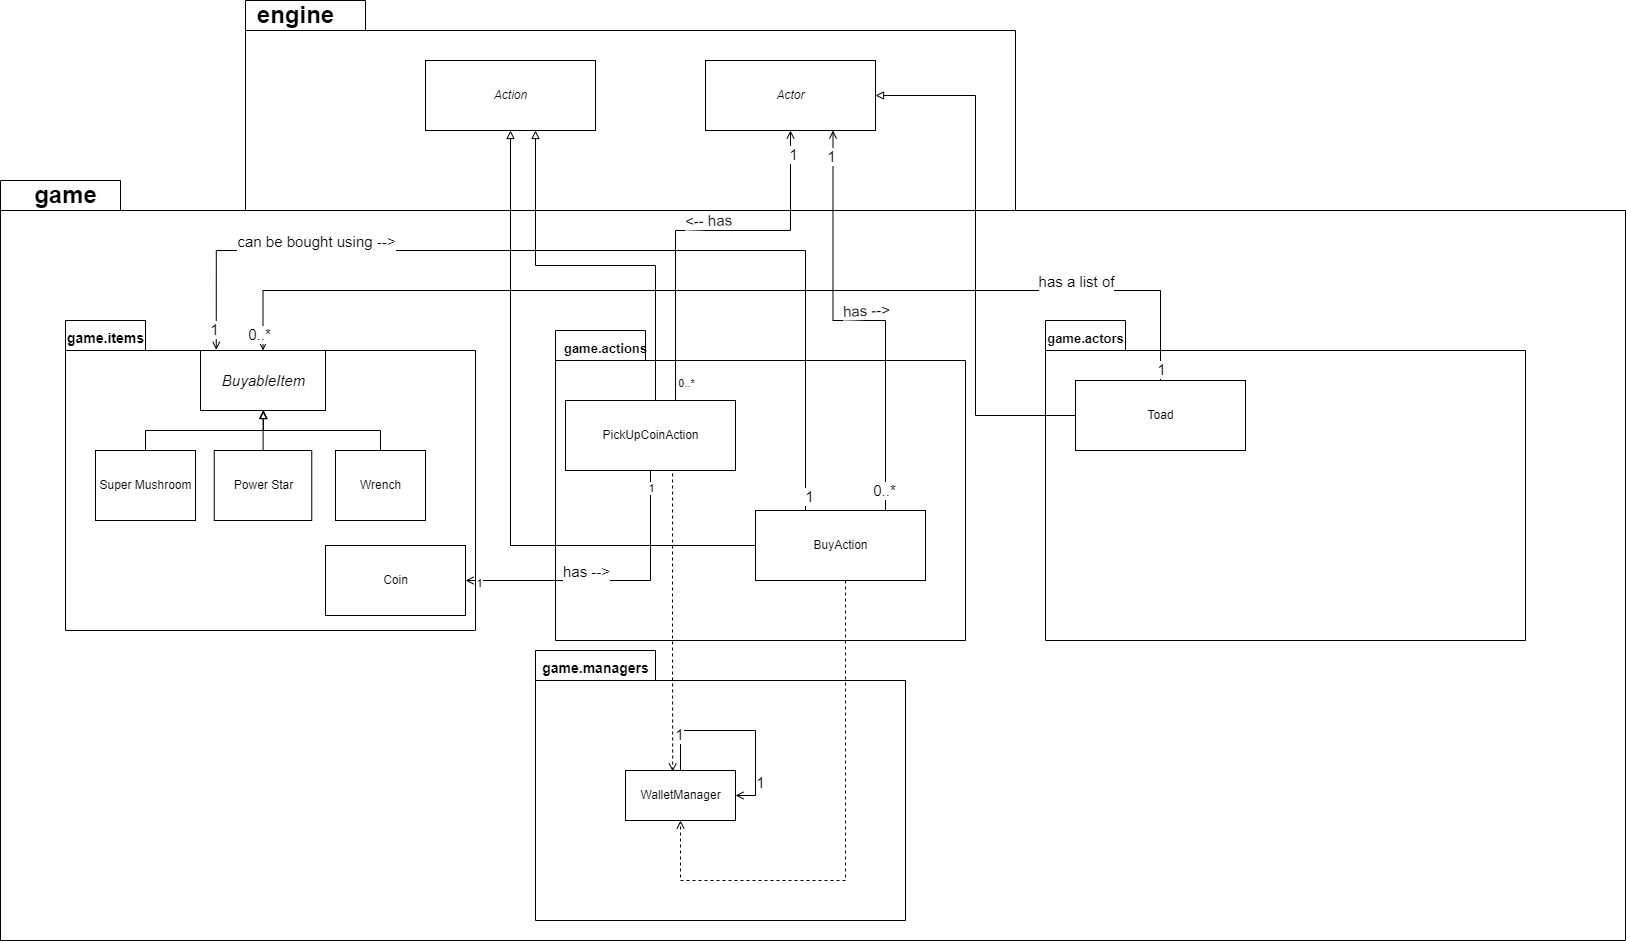 engine
Action
Actor
1
1
game
<-- has
can be bought using -->
has a list of
has -->
1
0..*
game.items
game.actions
game.actors
BuyableItem
0..*
1
PickUpCoinAction
Toad
Super Mushroom
Power Star
Wrench
1
1
0..*
BuyAction
has -->
Coin
1
game.managers
1
1
WalletManager